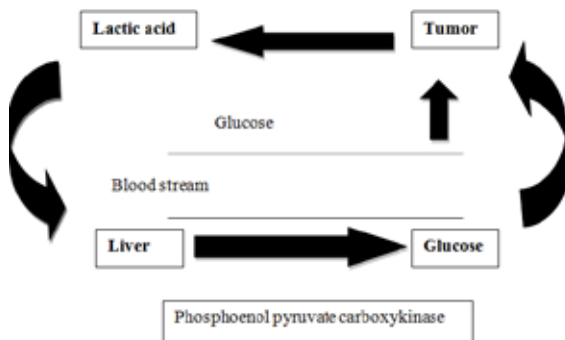 Lactic acid
Tumor
Glucose
Blood stream
Liver
Glucose
Phosphoenol pyruvate carboxykinase